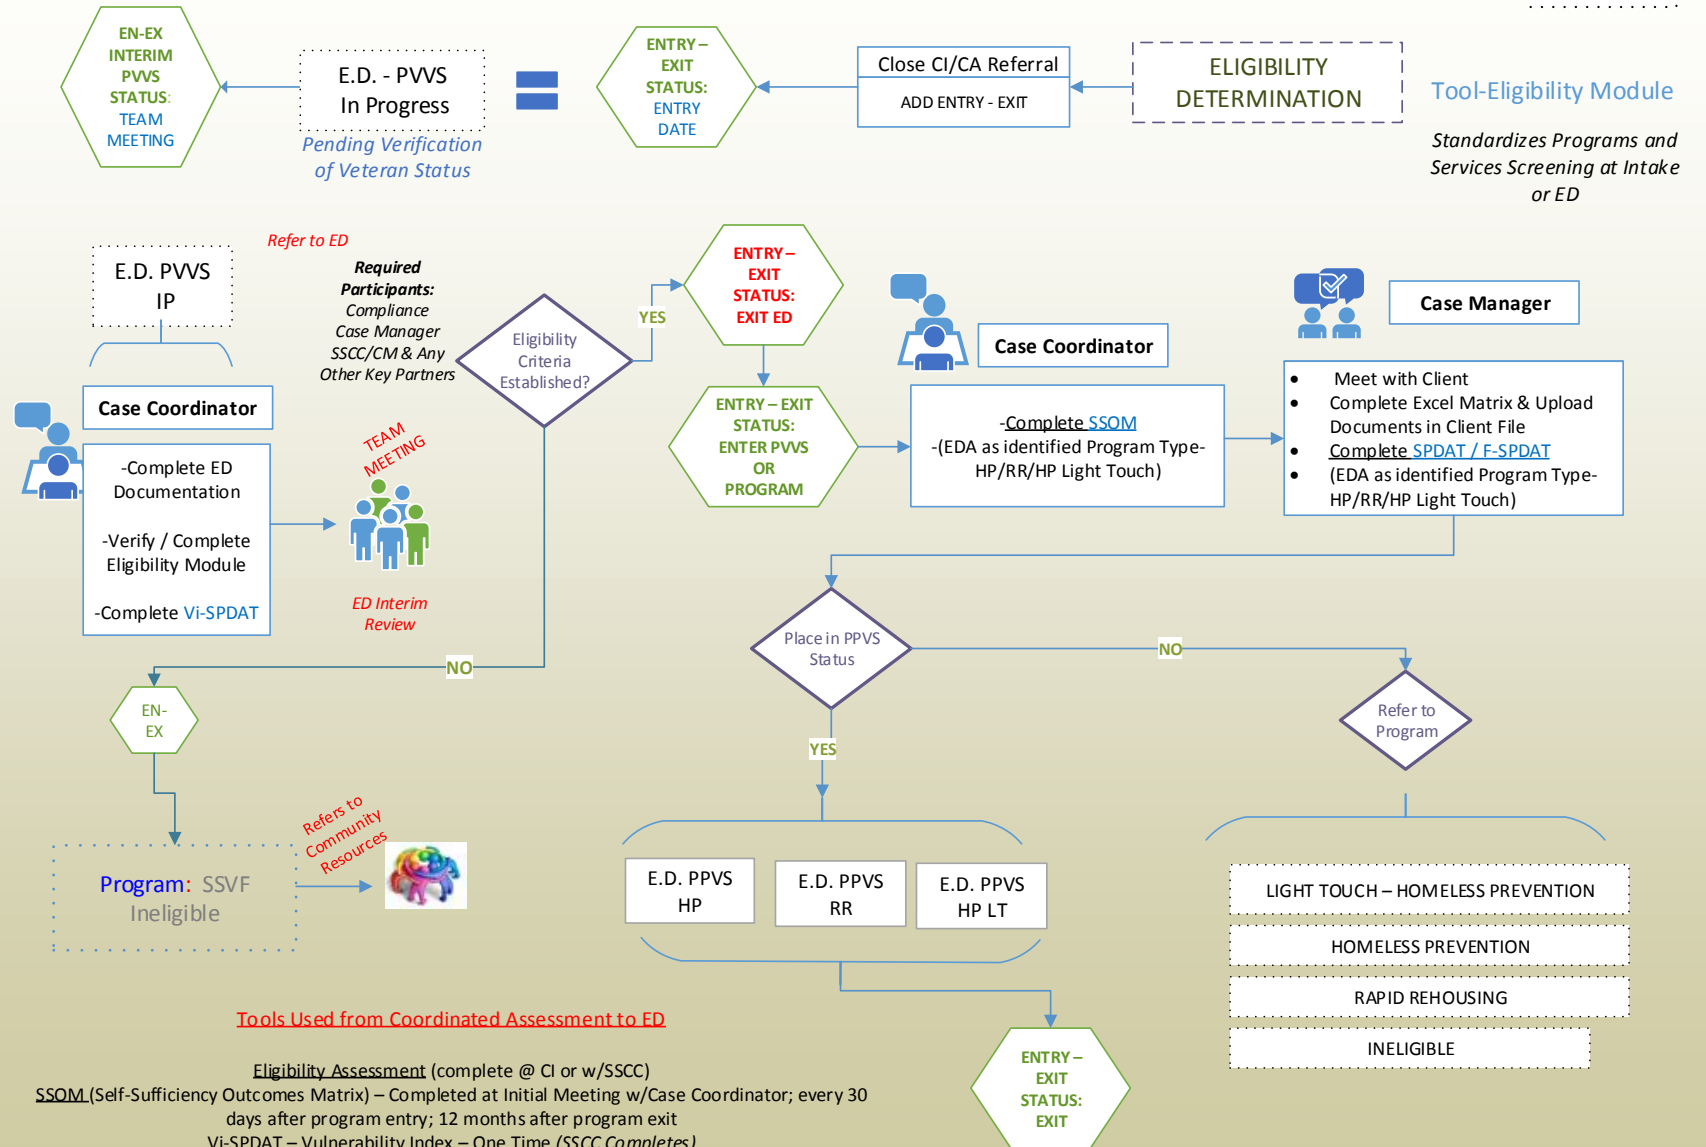 EN-EX
INTERIM
PVVS
STATUS:
TEAM
MEETING
E.D. - PVVS
In Progress
Pending Verification
of Veteran Status
ENTRY –
EXIT
STATUS:
ENTRY
DATE
Close CI/CA Referral
ADD ENTRY - EXIT
ELIGIBILITY
DETERMINATION
Tool-Eligibility Module
Standardizes Programs and
Services Screening at Intake
or ED
E.D. PVVS
IP
Refer to ED
Required
Participants:
Compliance
Case Manager
SSCC/CM & Any
Other Key Partners
Case Coordinator
-Complete ED
Documentation
-Verify / Complete
Eligibility Module
-Complete Vi-SPDAT
TEAM
MEETING
ED Interim
Review
Eligibility
Criteria
Established?
YES
NO
ENTRY –
EXIT
STATUS:
EXIT ED
ENTRY – EXIT
STATUS:
ENTER PVVS
OR
PROGRAM
Case Coordinator
-Complete SSOM
-(EDA as identified Program Type-
HP/RR/HP Light Touch)
Case Manager
• Meet with Client
• Complete Excel Matrix & Upload
Documents in Client File
• Complete SPDAT / F-SPDAT
• (EDA as identified Program Type-
HP/RR/HP Light Touch)
Place in PPVS
Status
NO
YES
Refer to
Program
EN-
EX
Program: SSVF
Ineligible
Refers to
Community
Resources
E.D. PPVS
HP
E.D. PPVS
RR
E.D. PPVS
HP LT
LIGHT TOUCH – HOMELESS PREVENTION
HOMELESS PREVENTION
RAPID REHOUSING
INELIGIBLE
ENTRY –
EXIT
STATUS:
EXIT
Tools Used from Coordinated Assessment to ED
Eligibility Assessment (complete @ CI or w/SSCC)
SSOM (Self-Sufficiency Outcomes Matrix) – Completed at Initial Meeting w/Case Coordinator; every 30
days after program entry; 12 months after program exit
Vi-SPDAT – Vulnerability Index – One Time (SSCC Completes)